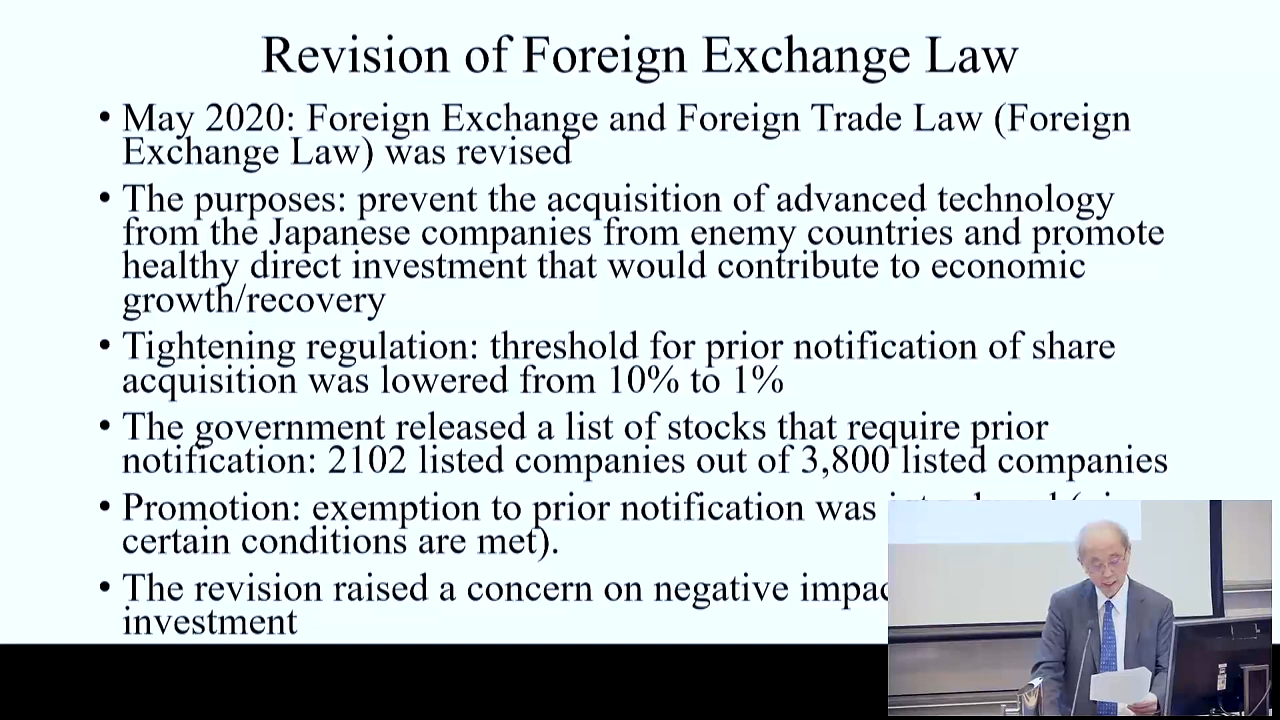 Revision of Foreign Exchange Law
• May 2020: Foreign Exchange and Foreign Trade Law (Foreign
Exchange Law) was revised
• The purposes: prevent the acquisition of advanced technology
from the Japanese companies from enemy countries and promote
healthy direct investment that would contribute to economic
growth/recovery
• Tightening regulation: threshold for prior notification of share
acquisition was lowered from 10% to 1%
• The government released a list of stocks that require prior
notification: 2102 listed companies out of 3,800 listed companies
• Promotion: exemption to prior notification was
certain conditions are met).
• The revision raised a concern on negative
investment